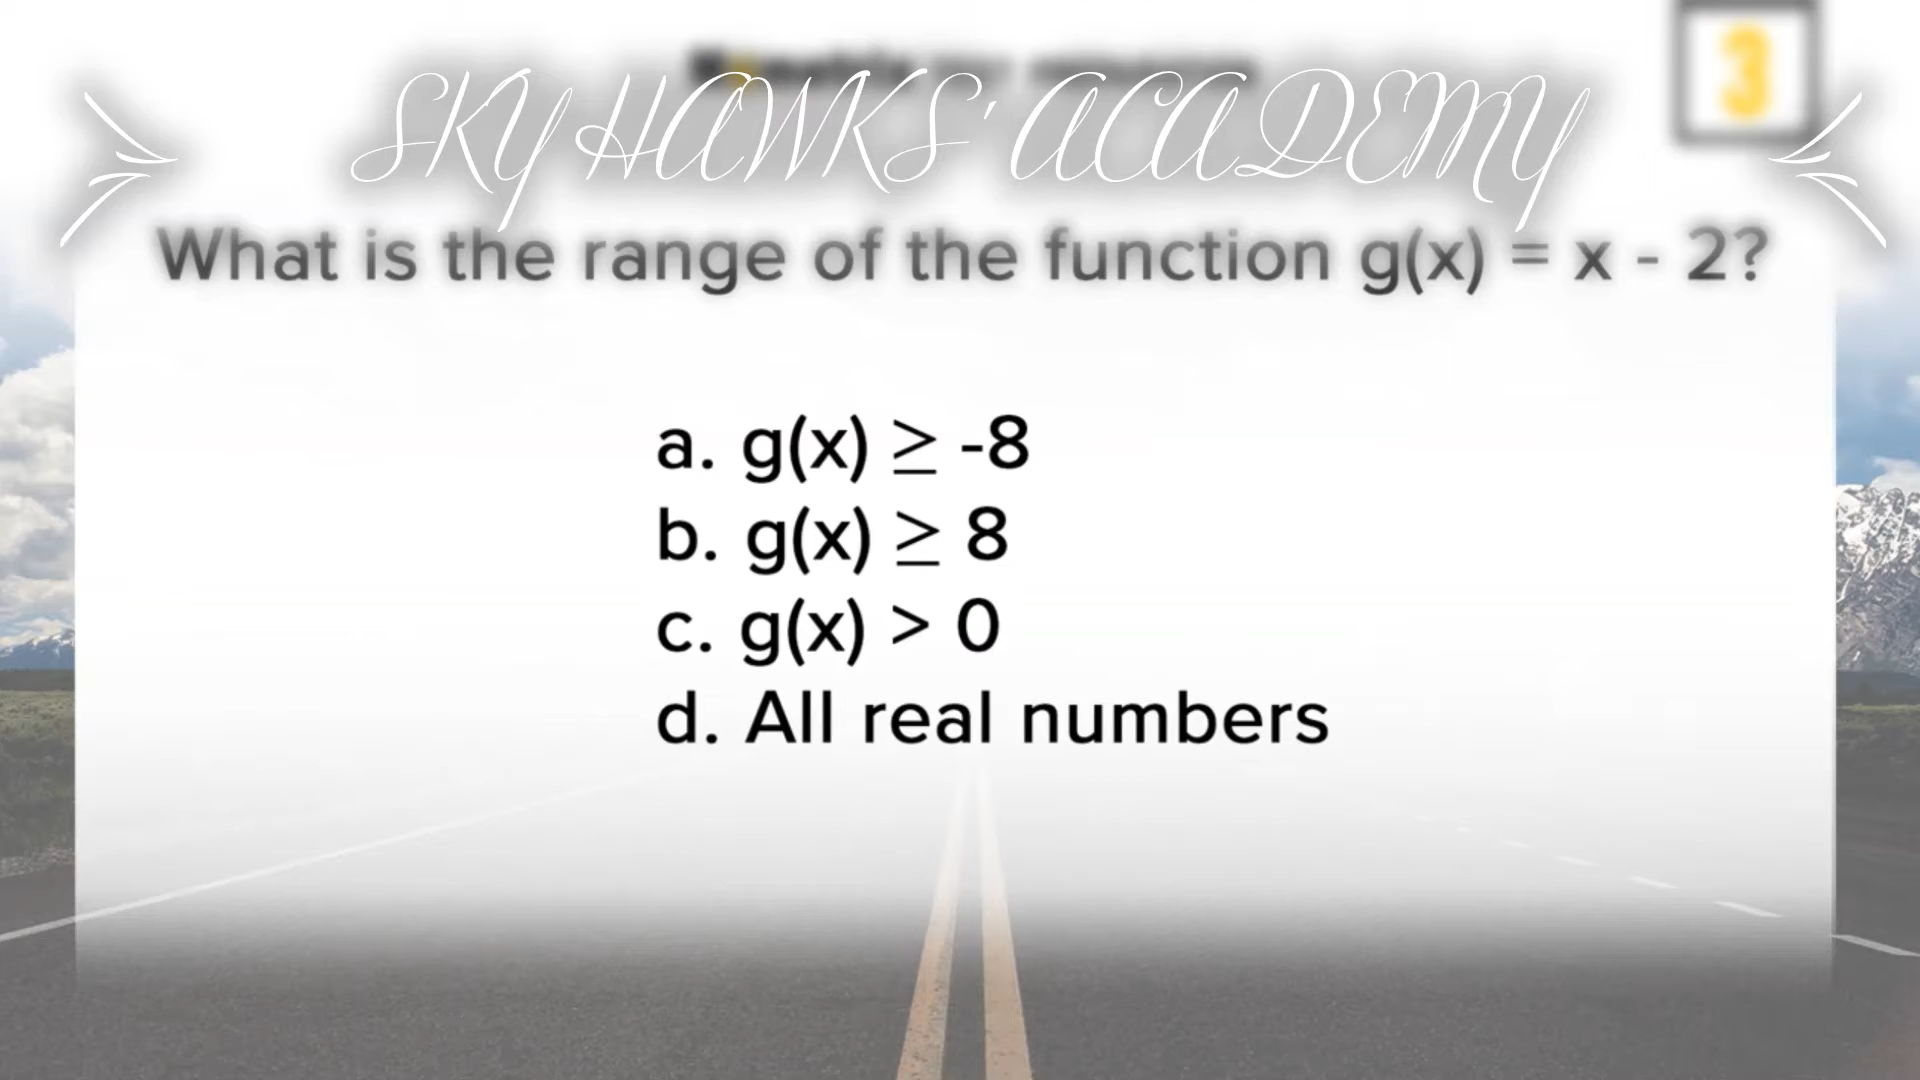 3
SKY HAWKS' ACADEMY
What is the range of the function g(x) = x - 2?
a. g(x) ≥ -8
b. g(x) ≥ 8
c. g(x) > 0
d. All real numbers